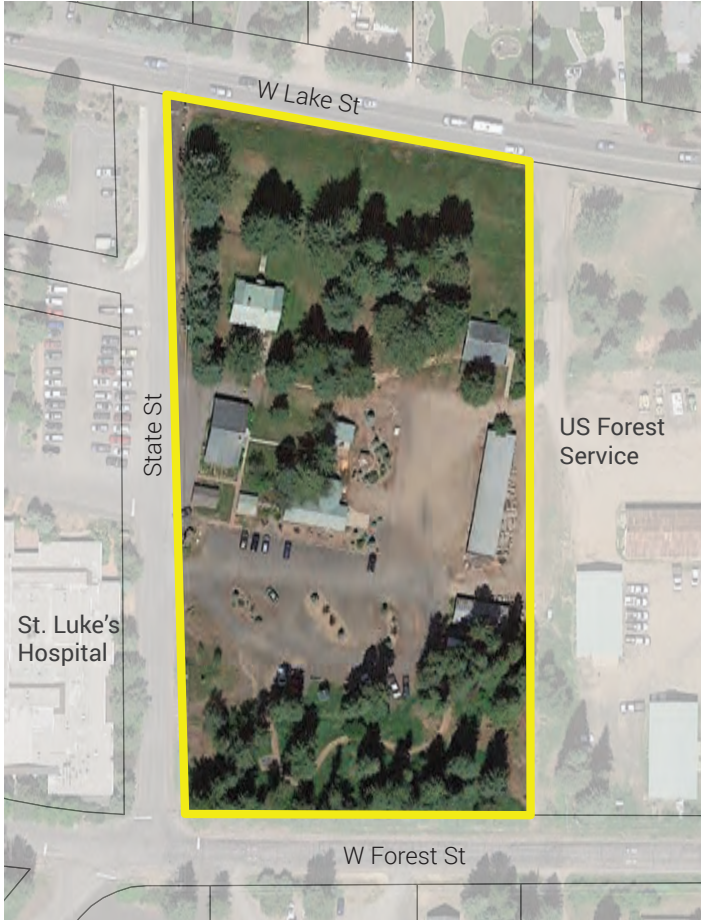 W Lake St
State St
US Forest
Service
St. Luke's
Hospital
W Forest St